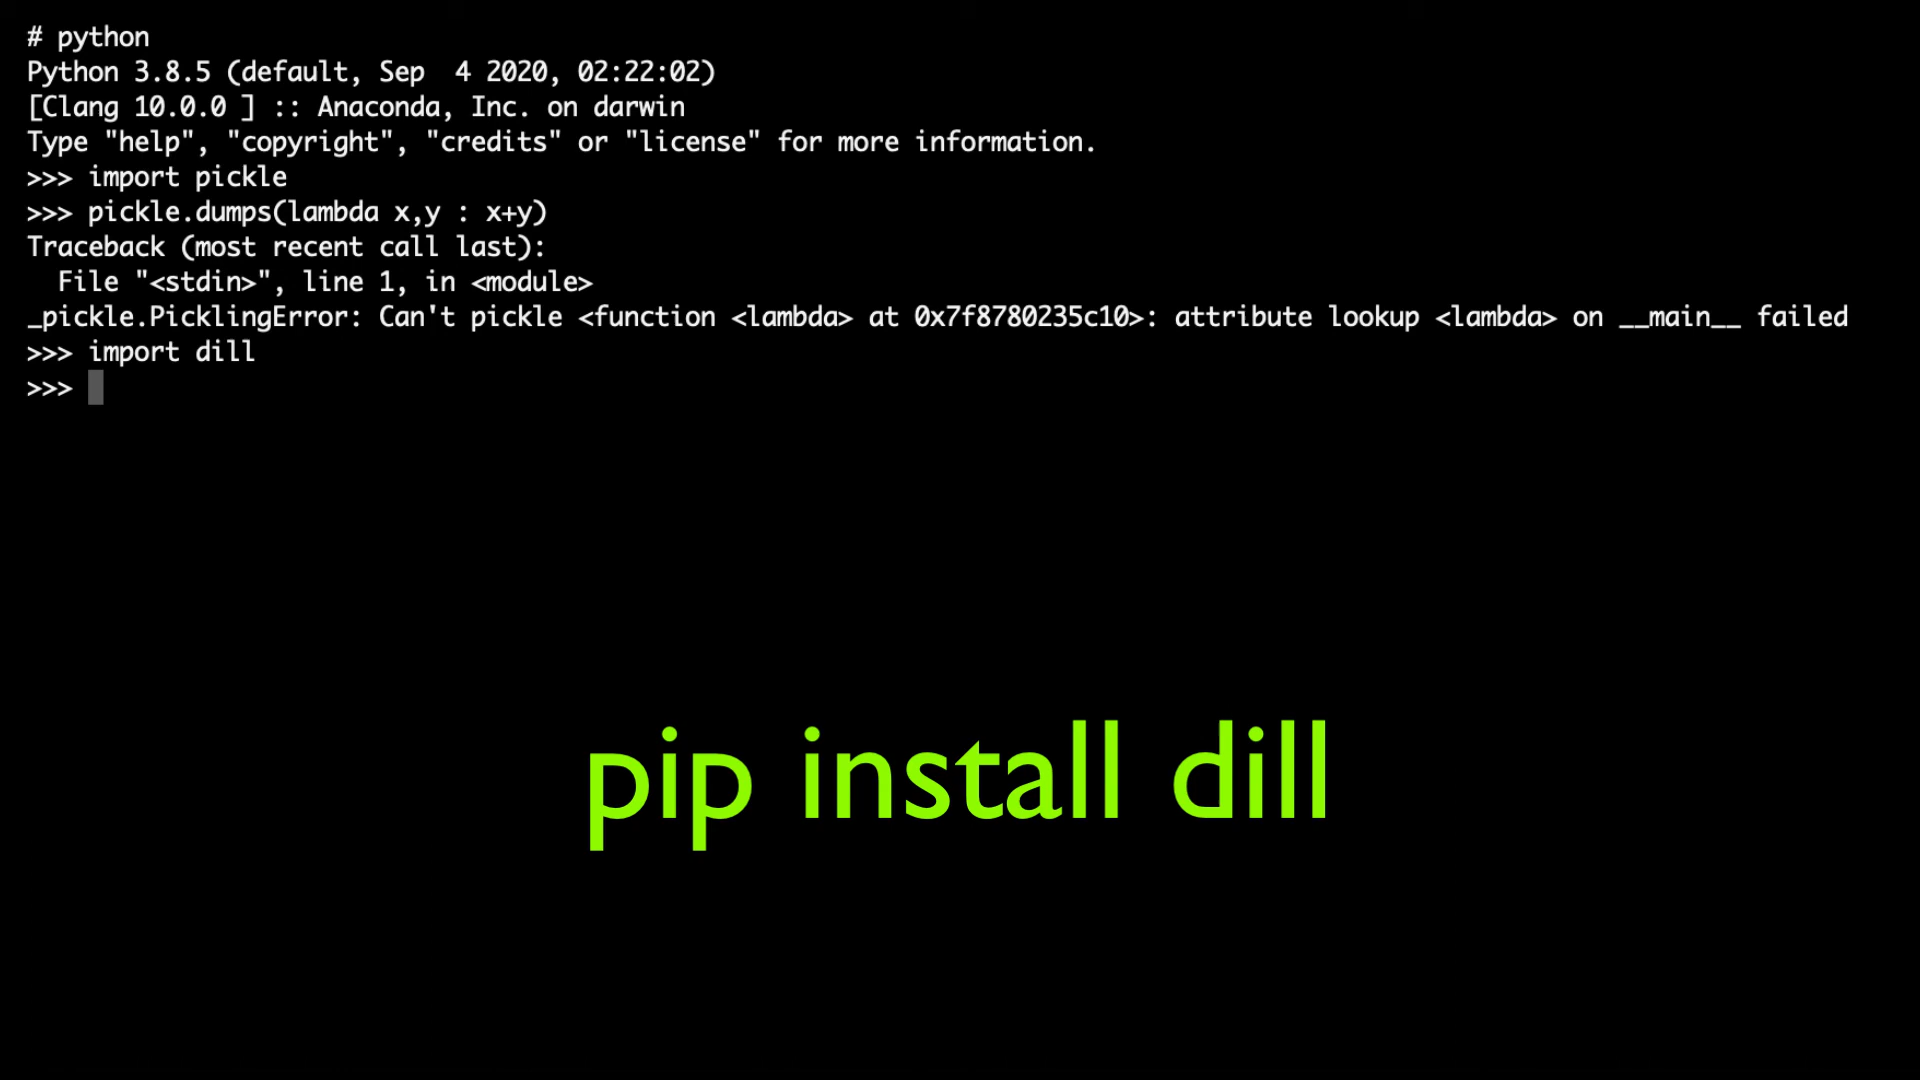 # python
Python 3.8.5 (default, Sep  4 2020, 02:22:02)
[Clang 10.0.0 ] :: Anaconda, Inc. on darwin
Type "help", "copyright", "credits" or "license" for more information.
>>> import pickle
>>> pickle.dumps(lambda x,y : x+y)
Traceback (most recent call last):
  File "<stdin>", line 1, in <module>
_pickle.PicklingError: Can't pickle <function <lambda> at 0x7f8780235c10>: attribute lookup <lambda> on __main__ failed
>>> import dill
>>>
pip install dill